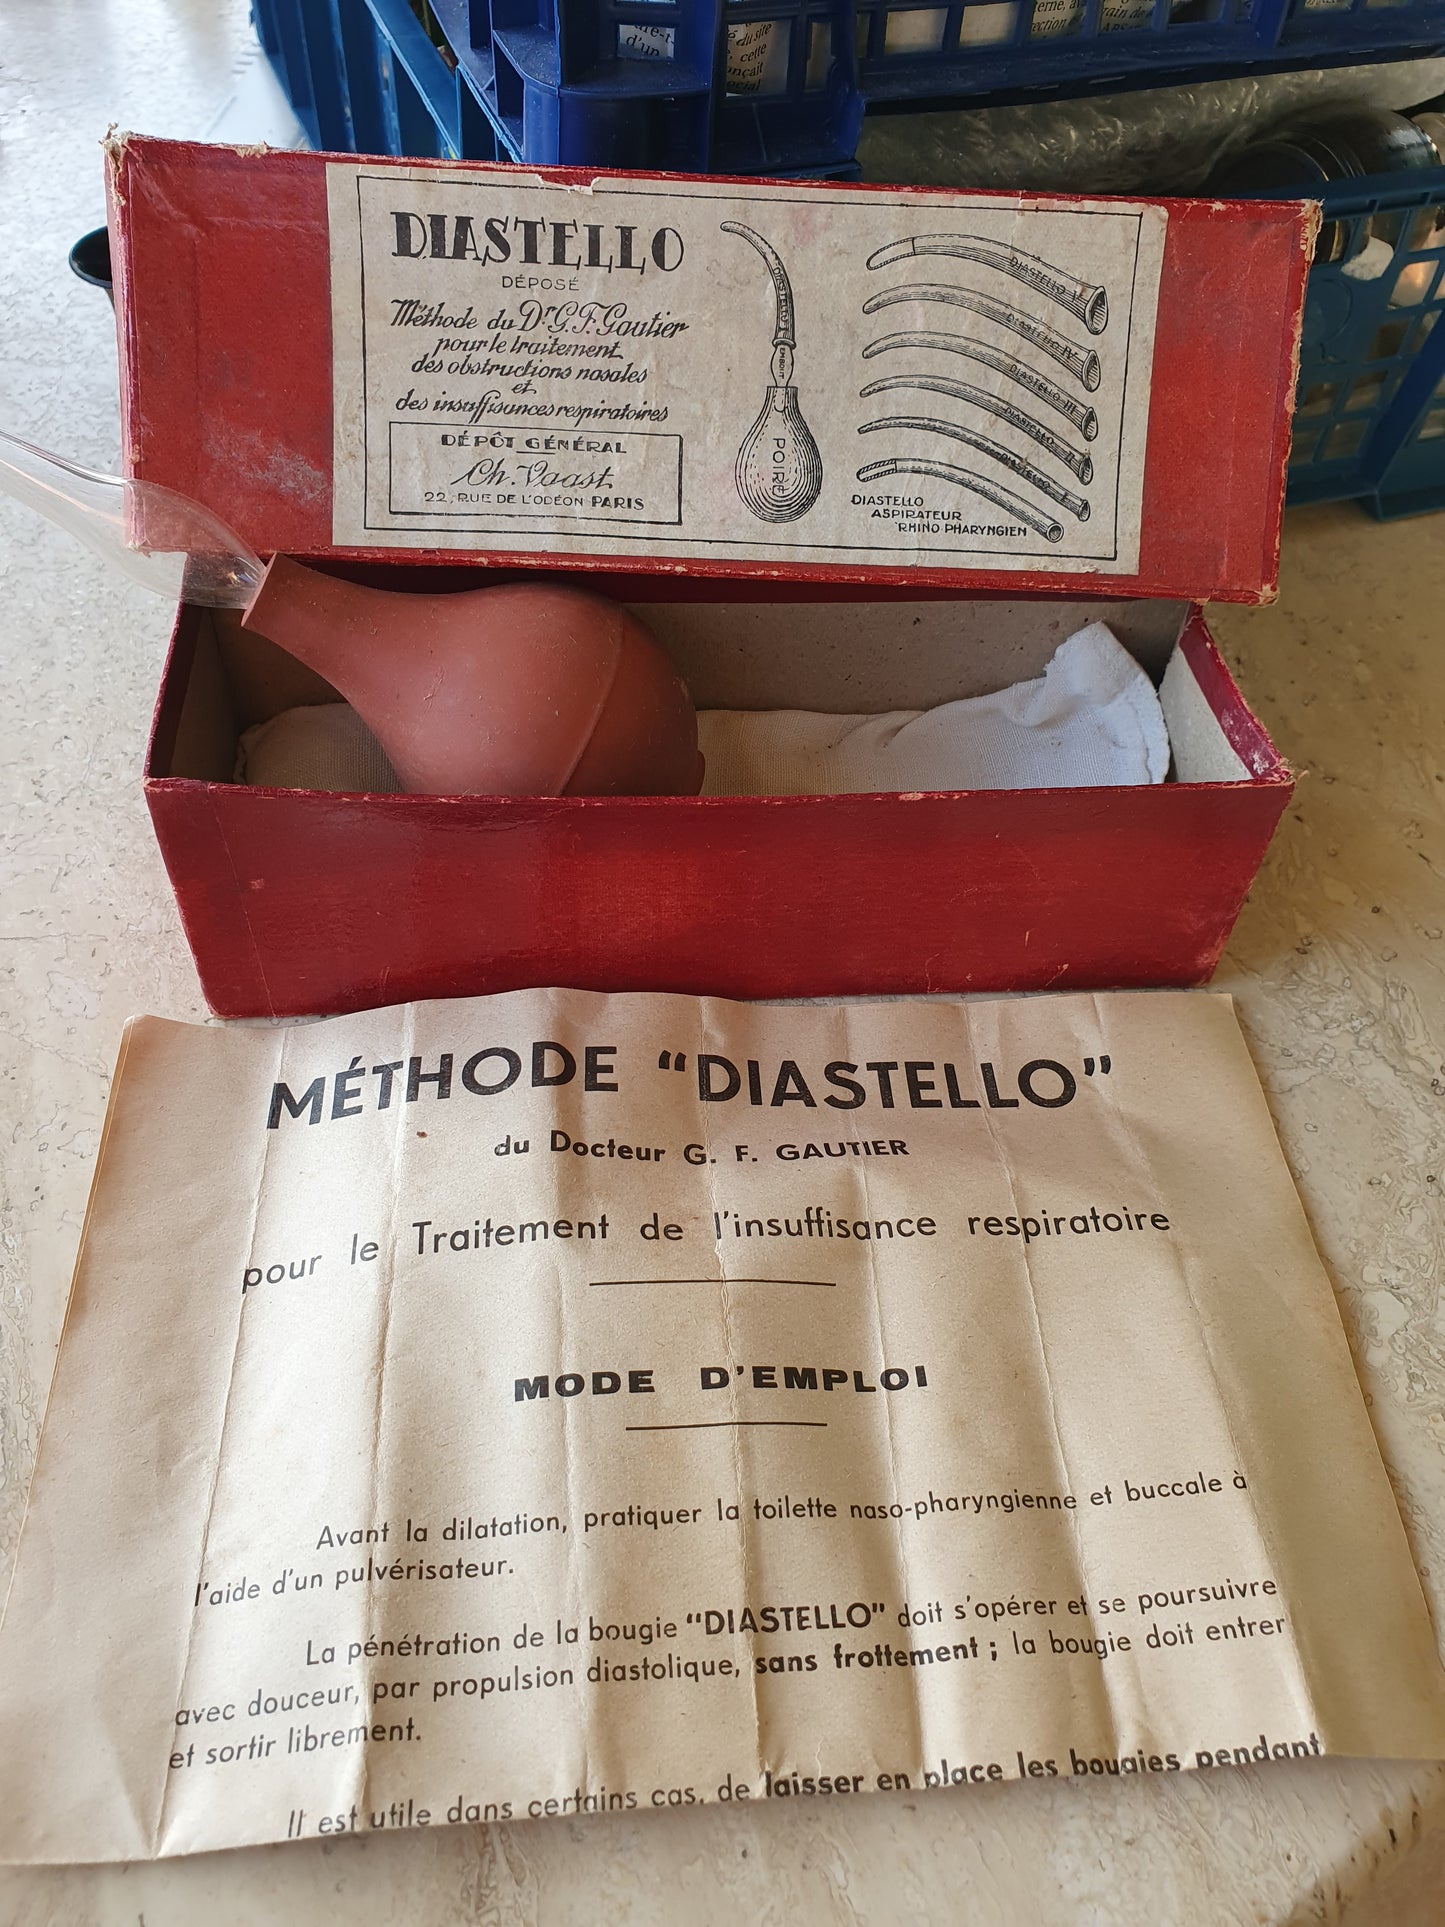 DIASTELLO
DÉPOSÉ
Méthode du Dr G.F. Gautier
pour le traitement
des obstructions nasales
et
des insuffisances respiratoires
DÉPÔT GÉNÉRAL
Ch. Vaast
22, RUE DE L'ODÉON PARIS
DIASTELLO
EMBOUT
POIRE
DIASTELLO V
DIASTELLO IV
DIASTELLO III
DIASTELLO II
DIASTELLO I
DIASTELLO
ASPIRATEUR
RHINO PHARYNGIEN
MÉTHODE “DIASTELLO”
du Docteur G. F. GAUTIER
pour le Traitement de l'insuffisance respiratoire
MODE D'EMPLOI
Avant la dilatation, pratiquer la toilette naso-pharyngienne et buccale à
l'aide d'un pulvérisateur.
La pénétration de la bougie “DIASTELLO” doit s'opérer et se poursuivre
avec douceur, par propulsion diastolique, sans frottement ; la bougie doit entrer
et sortir librement.
Il est utile dans certains cas, de laisser en place les bougies pendant